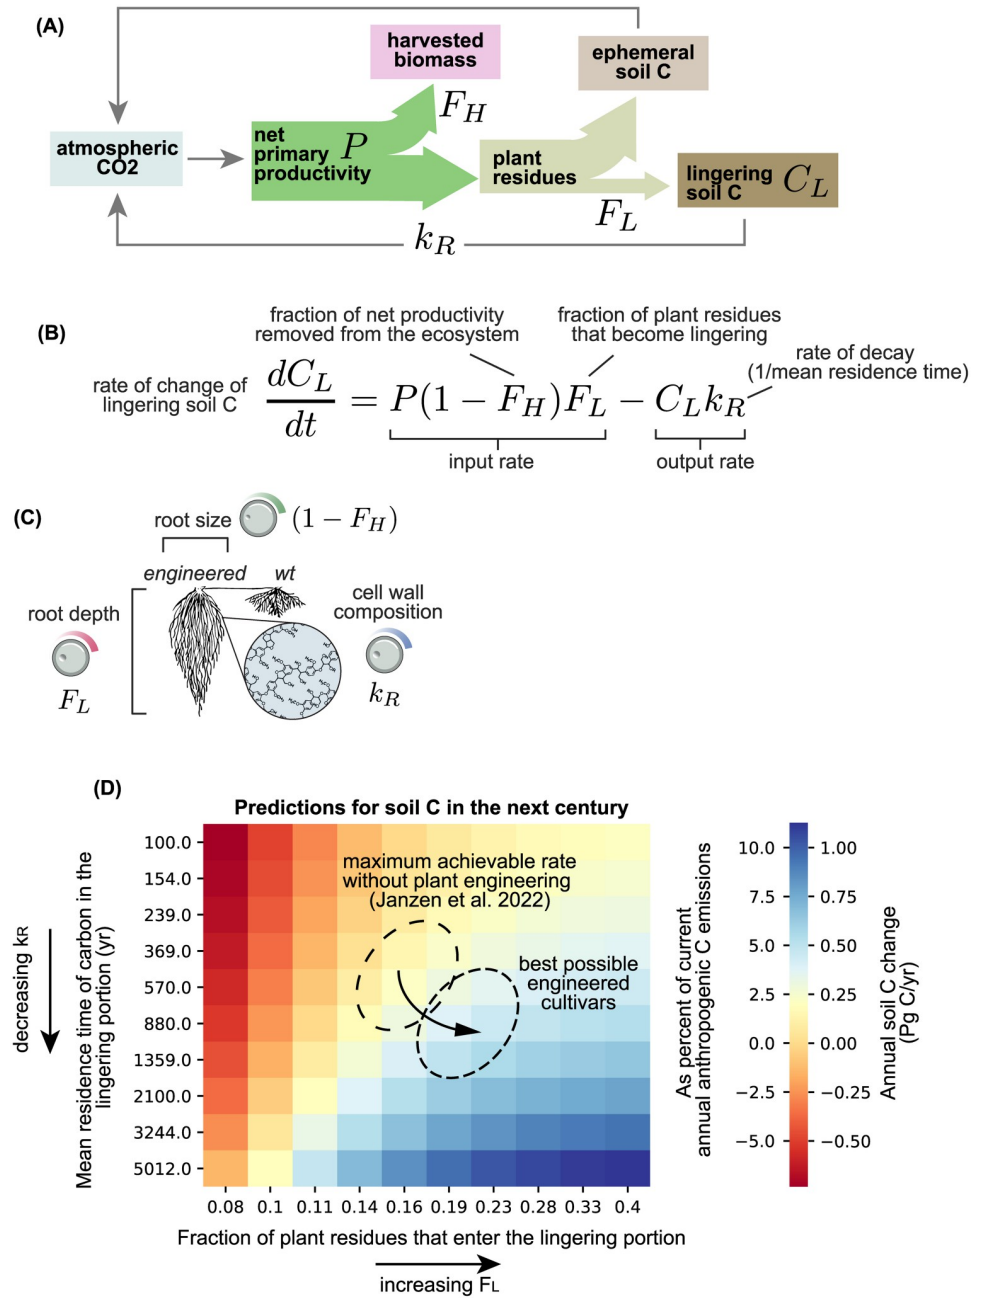 (A)
harvested
biomass
ephemeral
soil C
F_H
atmospheric
CO2
net
primary
productivity
P
plant
residues
lingering
soil C
C_L
F_L
k_R
(B)
fraction of net productivity
removed from the ecosystem
fraction of plant residues
that become lingering
rate of decay
(1/mean residence time)
rate of change of
lingering soil C
dC_L/dt = P(1 − F_H)F_L − C_Lk_R
input rate
output rate
(C)
root size
(1 − F_H)
engineered
wt
root depth
F_L
cell wall
composition
k_R
(D)
Predictions for soil C in the next century
decreasing kR
Mean residence time of carbon in the
lingering portion (yr)
100.0
154.0
239.0
369.0
570.0
880.0
1359.0
2100.0
3244.0
5012.0
maximum achievable rate
without plant engineering
(Janzen et al. 2022)
best possible
engineered
cultivars
0.08 0.1 0.11 0.14 0.16 0.19 0.23 0.28 0.33 0.4
Fraction of plant residues that enter the lingering portion
increasing FL
As percent of current
annual anthropogenic C emissions
10.0
7.5
5.0
2.5
0.0
−2.5
−5.0
1.00
0.75
0.50
0.25
0.00
−0.25
−0.50
Annual soil C change
(Pg C/yr)